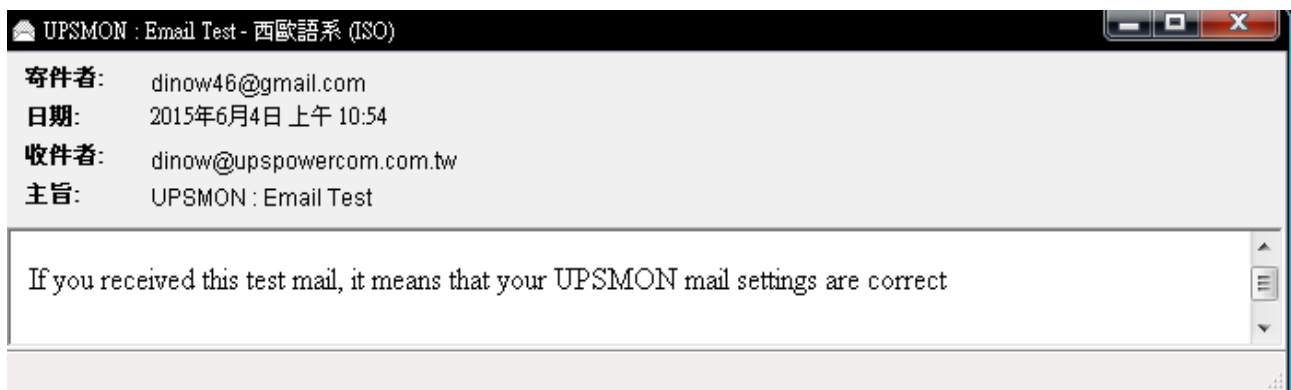 UPSMON : Email Test - 西歐語系 (ISO)
寄件者: dinow46@gmail.com
日期: 2015年6月4日 上午 10:54
收件者: dinow@upspowercom.com.tw
主旨: UPSMON : Email Test
If you received this test mail, it means that your UPSMON mail settings are correct